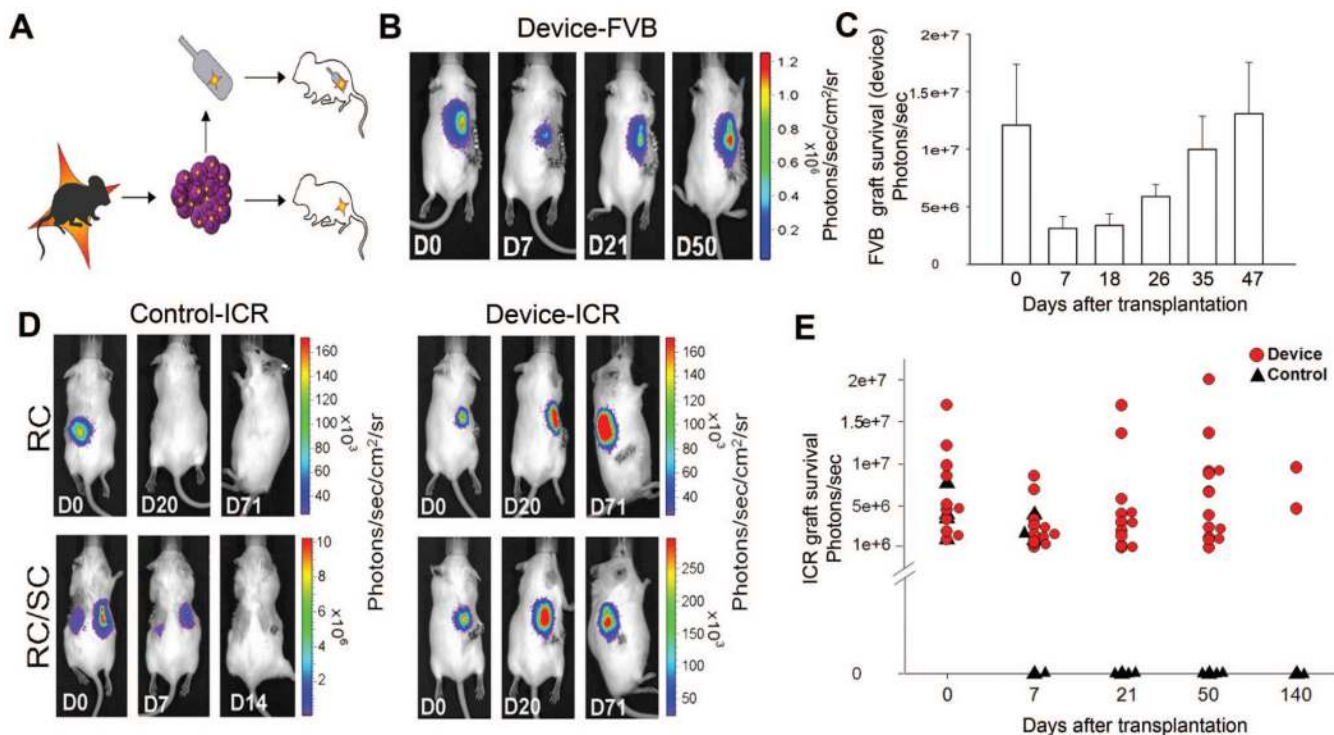 A
B
Device-FVB
D0
D7
D21
D50
1.2
1.0
0.8
0.6
0.4
0.2
x10⁶
Photons/sec/cm²/sr
C
FVB graft survival (device)
Photons/sec
2e+7
15e+7
10e+7
5e+6
0
0 7 18 26 35 47
Days after transplantation
D
Control-ICR
RC
D0
D20
D71
160
140
120
100
80
60
40
x10³
RC/SC
D0
D7
D14
10
8
6
4
2
x10⁶
Photons/sec/cm²/sr
Device-ICR
D0
D20
D71
160
140
120
100
80
60
40
x10³
D0
D20
D71
250
200
150
100
50
x10³
Photons/sec/cm²/sr
E
Device
Control
ICR graft survival
Photons/sec
2e+7
1.5e+7
1e+7
5e+6
1e+6
0
0 7 21 50 140
Days after transplantation